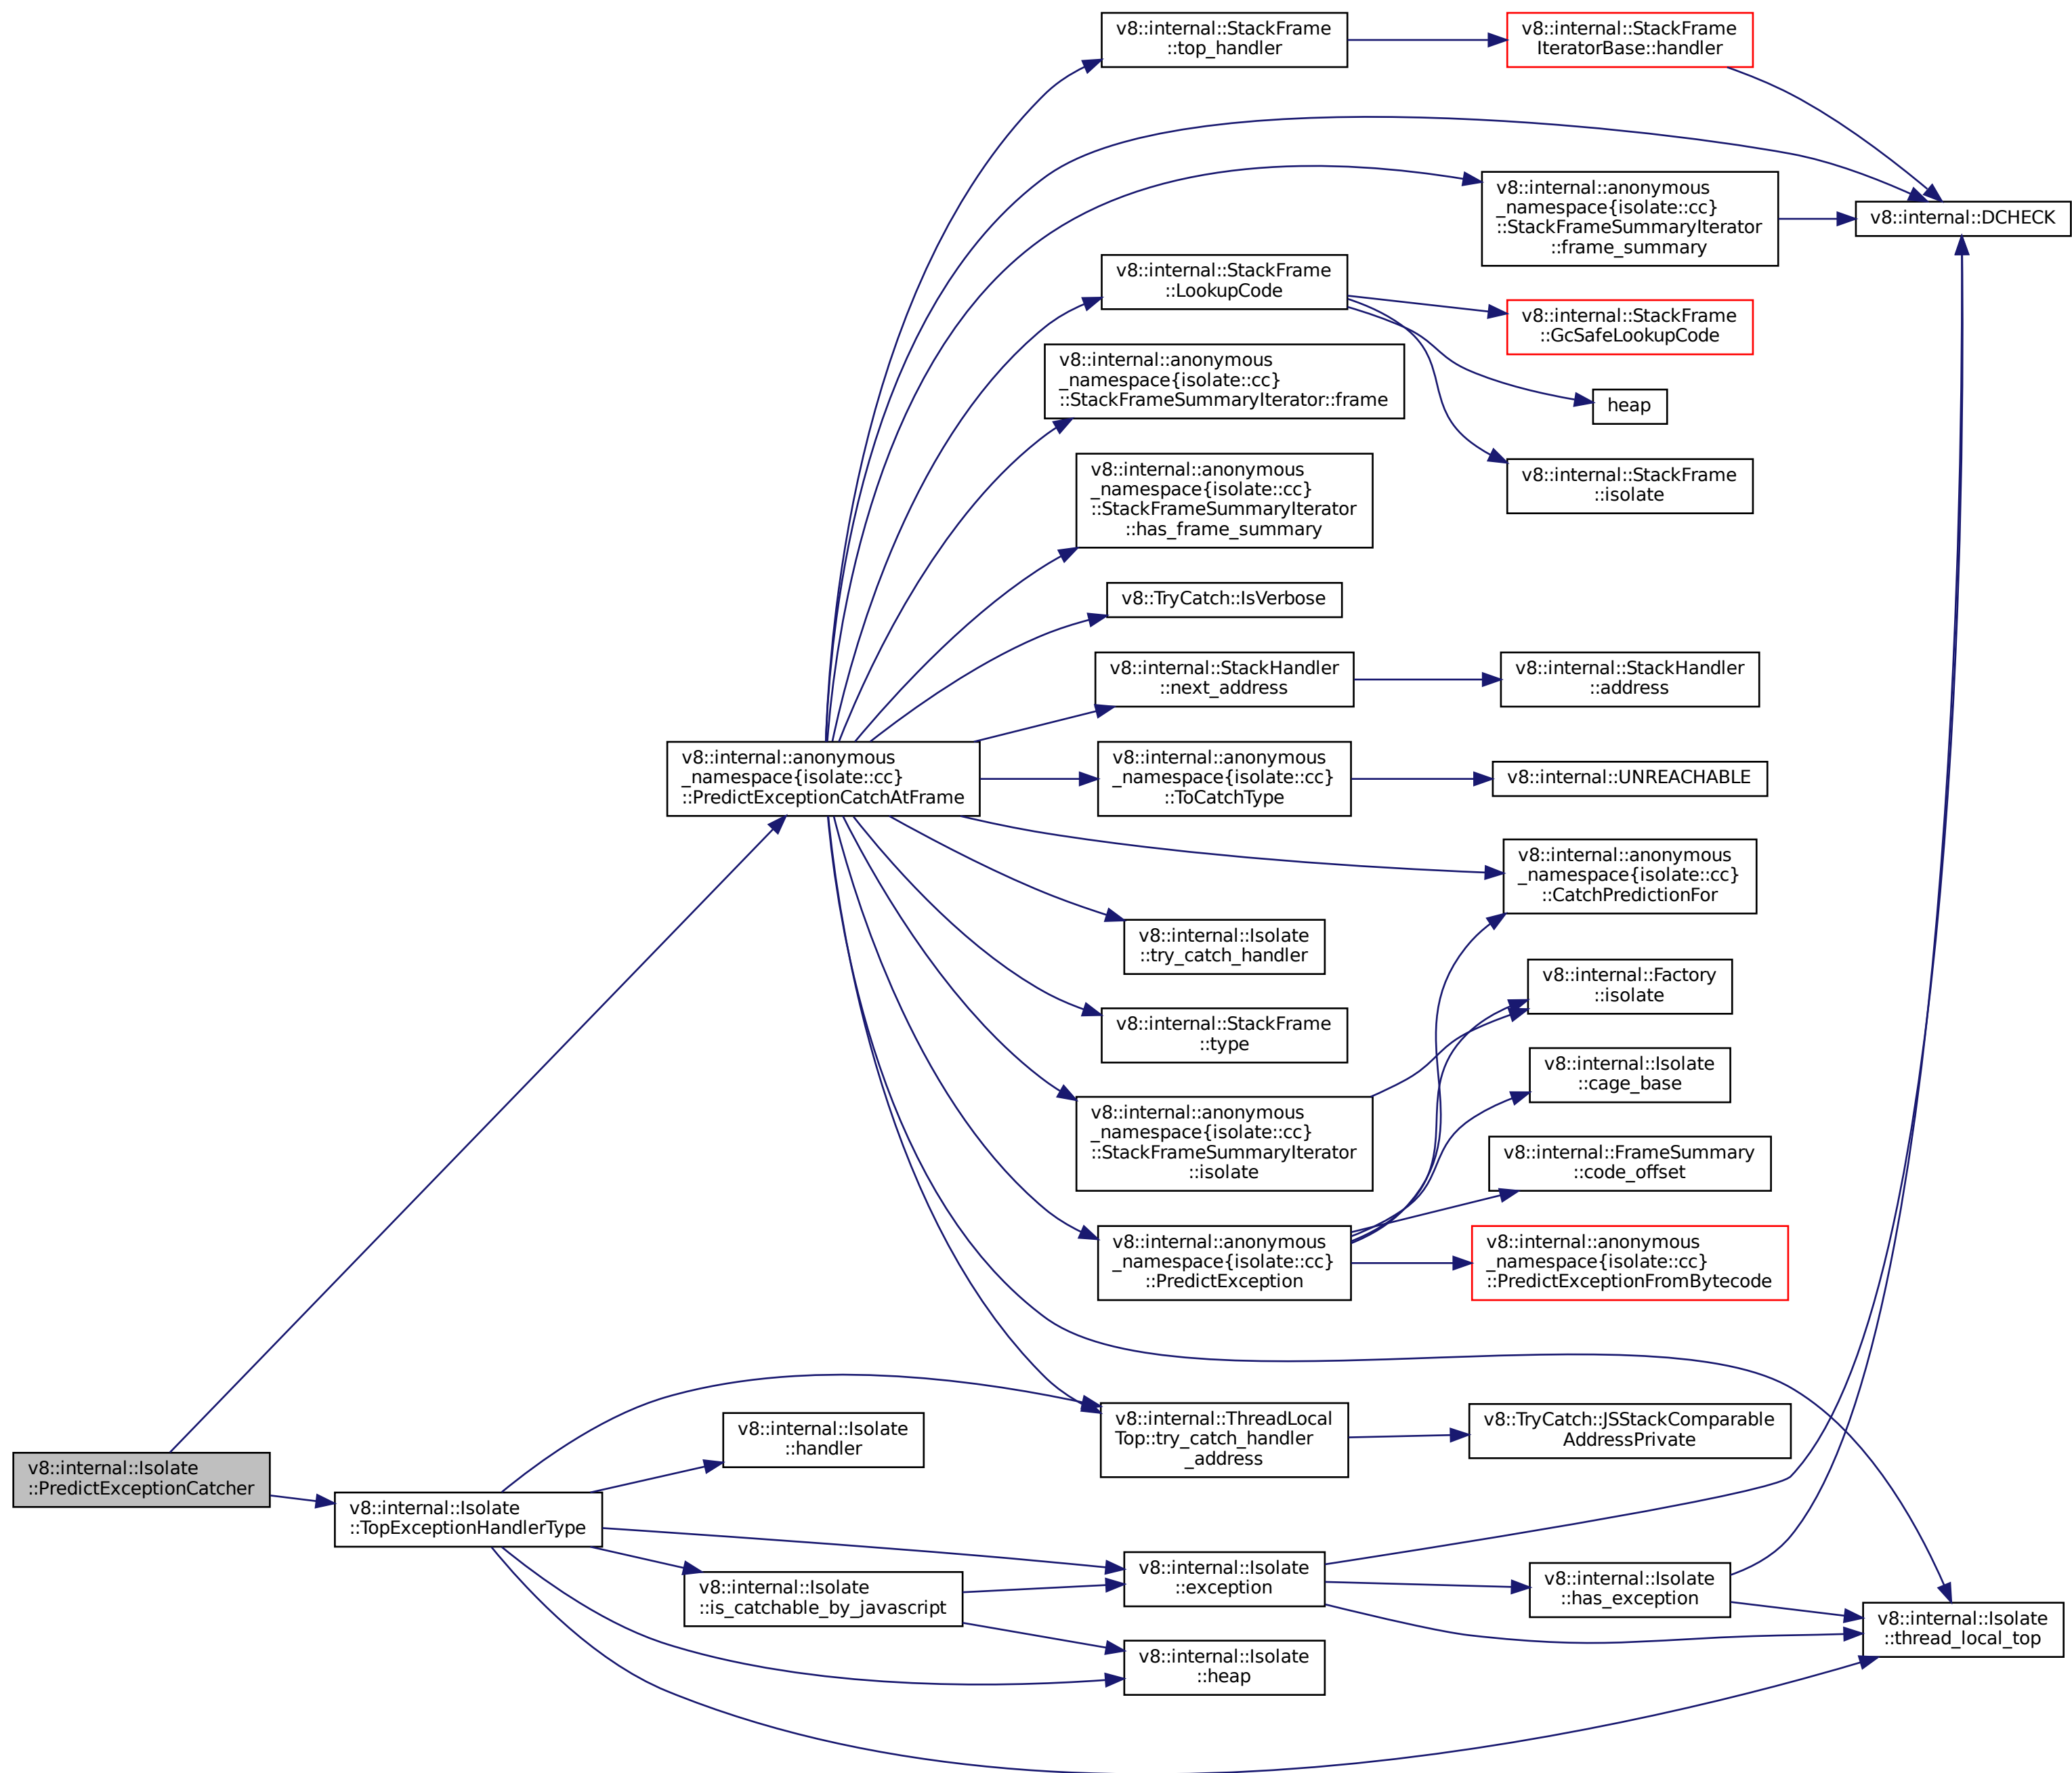 v8::internal::StackFrame
::top_handler
v8::internal::StackFrame
IteratorBase::handler
v8::internal::anonymous
_namespace{isolate::cc}
::StackFrameSummaryIterator
::frame_summary
v8::internal::DCHECK
v8::internal::StackFrame
::LookupCode
v8::internal::StackFrame
::GcSafeLookupCode
v8::internal::anonymous
_namespace{isolate::cc}
::StackFrameSummaryIterator::frame
heap
v8::internal::anonymous
_namespace{isolate::cc}
::StackFrameSummaryIterator
::has_frame_summary
v8::internal::StackFrame
::isolate
v8::TryCatch::IsVerbose
v8::internal::StackHandler
::next_address
v8::internal::StackHandler
::address
v8::internal::anonymous
_namespace{isolate::cc}
::PredictExceptionCatchAtFrame
v8::internal::anonymous
_namespace{isolate::cc}
::ToCatchType
v8::internal::UNREACHABLE
v8::internal::anonymous
_namespace{isolate::cc}
::CatchPredictionFor
v8::internal::Isolate
::try_catch_handler
v8::internal::Factory
::isolate
v8::internal::StackFrame
::type
v8::internal::Isolate
::cage_base
v8::internal::anonymous
_namespace{isolate::cc}
::StackFrameSummaryIterator
::isolate
v8::internal::FrameSummary
::code_offset
v8::internal::anonymous
_namespace{isolate::cc}
::PredictException
v8::internal::anonymous
_namespace{isolate::cc}
::PredictExceptionFromBytecode
v8::internal::Isolate
::handler
v8::internal::ThreadLocal
Top::try_catch_handler
_address
v8::TryCatch::JSStackComparable
AddressPrivate
v8::internal::Isolate
::PredictExceptionCatcher
v8::internal::Isolate
::TopExceptionHandlerType
v8::internal::Isolate
::is_catchable_by_javascript
v8::internal::Isolate
::exception
v8::internal::Isolate
::has_exception
v8::internal::Isolate
::thread_local_top
v8::internal::Isolate
::heap